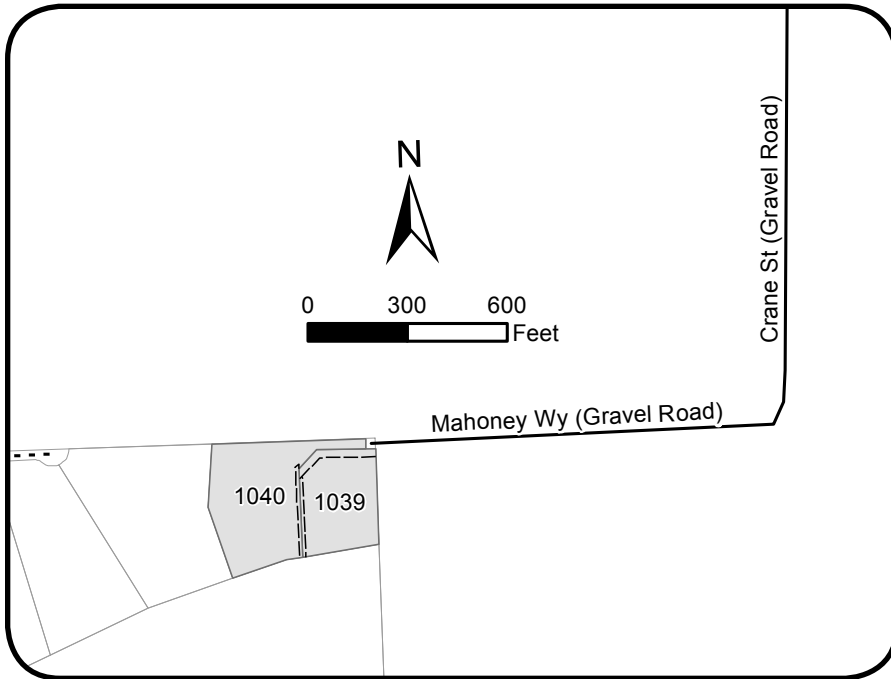 N
0 300 600
Feet
Crane St (Gravel Road)
Mahoney Wy (Gravel Road)
1040
1039